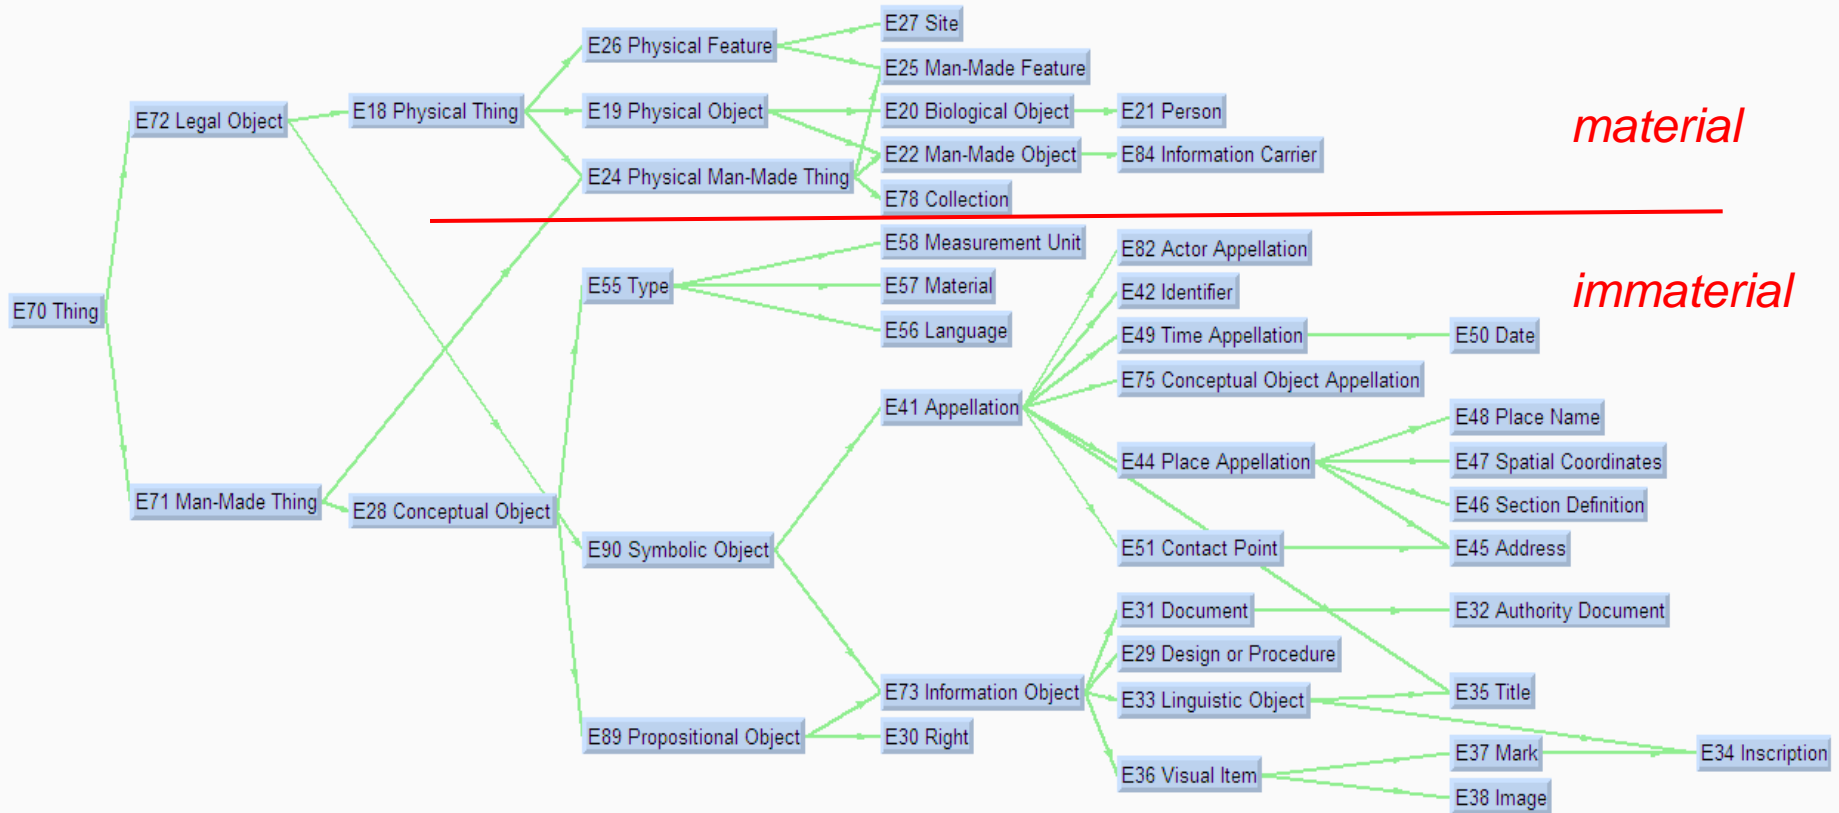 E27 Site
E26 Physical Feature
E25 Man-Made Feature
E72 Legal Object
E18 Physical Thing
E19 Physical Object
E20 Biological Object
E21 Person
material
E22 Man-Made Object
E84 Information Carrier
E24 Physical Man-Made Thing
E78 Collection
E58 Measurement Unit
E82 Actor Appellation
E55 Type
E57 Material
E42 Identifier
immaterial
E70 Thing
E56 Language
E49 Time Appellation
E50 Date
E75 Conceptual Object Appellation
E41 Appellation
E48 Place Name
E44 Place Appellation
E47 Spatial Coordinates
E71 Man-Made Thing
E28 Conceptual Object
E46 Section Definition
E90 Symbolic Object
E51 Contact Point
E45 Address
E31 Document
E32 Authority Document
E29 Design or Procedure
E73 Information Object
E33 Linguistic Object
E35 Title
E89 Propositional Object
E30 Right
E37 Mark
E34 Inscription
E36 Visual Item
E38 Image